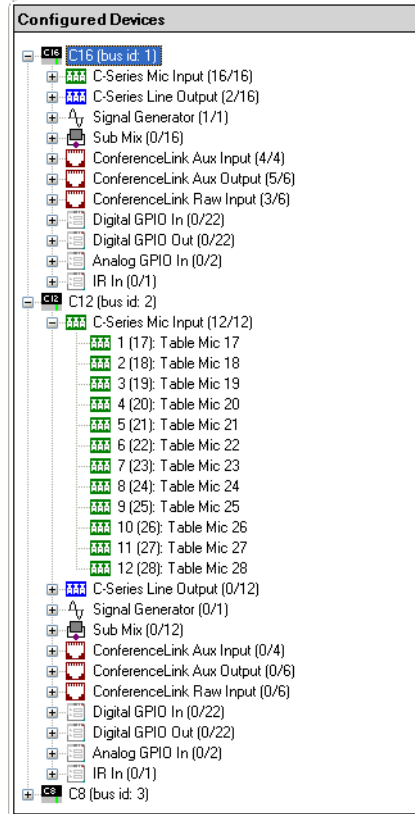 Configured Devices
C16 C16 (bus id: 1)
C-Series Mic Input (16/16)
C-Series Line Output (2/16)
Signal Generator (1/1)
Sub Mix (0/16)
ConferenceLink Aux Input (4/4)
ConferenceLink Aux Output (5/6)
ConferenceLink Raw Input (3/6)
Digital GPIO In (0/22)
Digital GPIO Out (0/22)
Analog GPIO In (0/2)
IR In (0/1)
C12 C12 (bus id: 2)
C-Series Mic Input (12/12)
1 (17): Table Mic 17
2 (18): Table Mic 18
3 (19): Table Mic 19
4 (20): Table Mic 20
5 (21): Table Mic 21
6 (22): Table Mic 22
7 (23): Table Mic 23
8 (24): Table Mic 24
9 (25): Table Mic 25
10 (26): Table Mic 26
11 (27): Table Mic 27
12 (28): Table Mic 28
C-Series Line Output (0/12)
Signal Generator (0/1)
Sub Mix (0/12)
ConferenceLink Aux Input (0/4)
ConferenceLink Aux Output (0/6)
ConferenceLink Raw Input (0/6)
Digital GPIO In (0/22)
Digital GPIO Out (0/22)
Analog GPIO In (0/2)
IR In (0/1)
C8 C8 (bus id: 3)